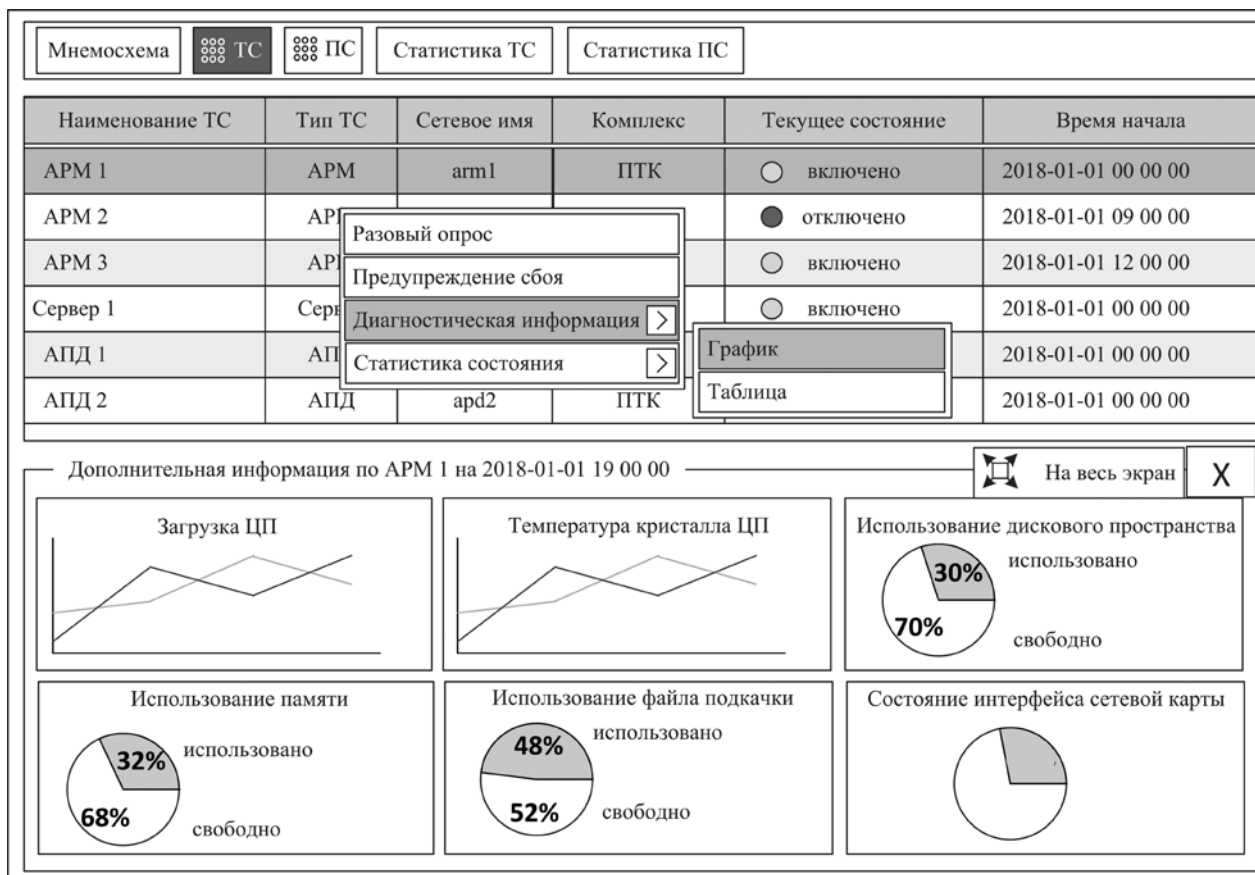 Мнемосхема ТС ПС Статистика ТС Статистика ПС
Наименование ТС Тип ТС Сетевое имя Комплекс Текущее состояние Время начала
АРМ 1 АРМ arm1 ПТК включено 2018-01-01 00 00 00
АРМ 2 отключено 2018-01-01 09 00 00
АРМ 3 включено 2018-01-01 12 00 00
Сервер 1 включено 2018-01-01 00 00 00
АПД 1 2018-01-01 00 00 00
АПД 2 АПД apd2 ПТК 2018-01-01 00 00 00
Разовый опрос
Предупреждение сбоя
Диагностическая информация >
Статистика состояния >
График
Таблица
Дополнительная информация по АРМ 1 на 2018-01-01 19 00 00
На весь экран X
Загрузка ЦП
Температура кристалла ЦП
Использование дискового пространства
30% использовано
70% свободно
Использование памяти
32% использовано
68% свободно
Использование файла подкачки
48% использовано
52% свободно
Состояние интерфейса сетевой карты